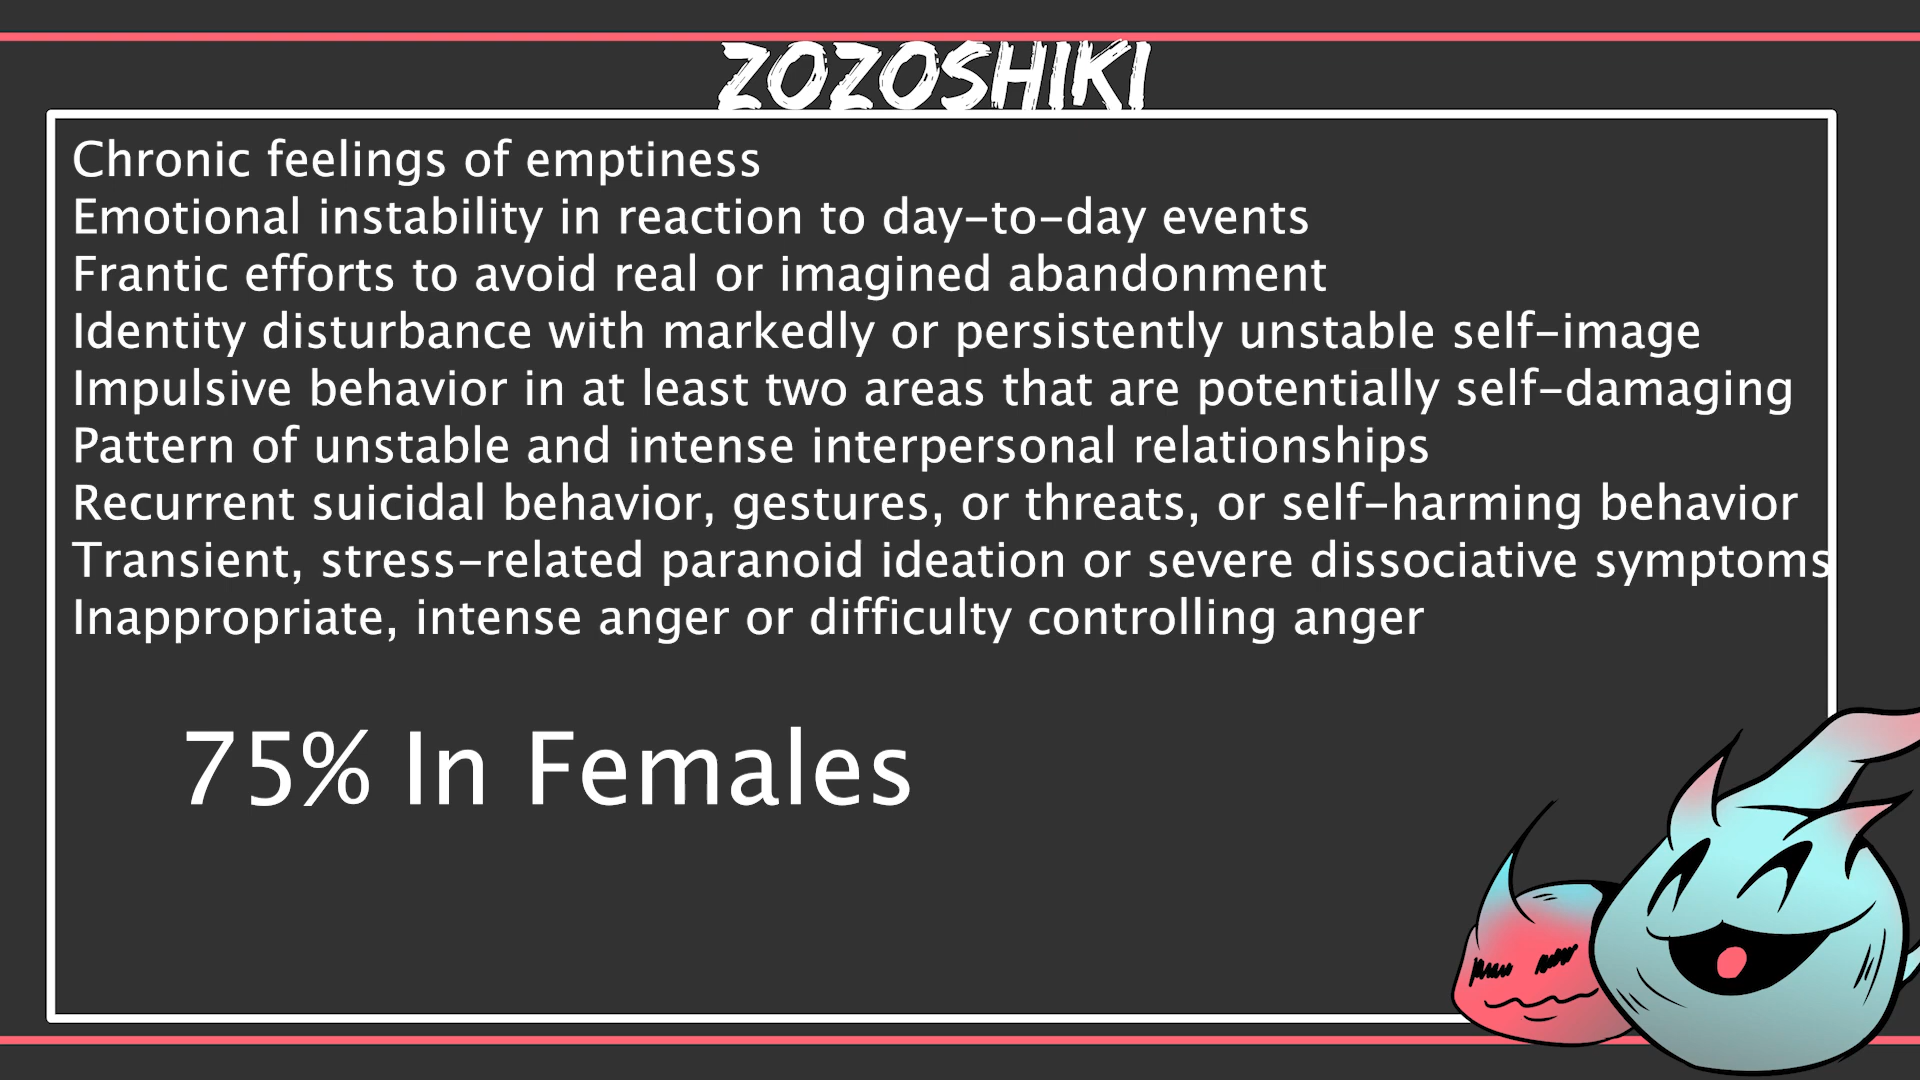 ZOZOSHIKI
Chronic feelings of emptiness
Emotional instability in reaction to day-to-day events
Frantic efforts to avoid real or imagined abandonment
Identity disturbance with markedly or persistently unstable self-image
Impulsive behavior in at least two areas that are potentially self-damaging
Pattern of unstable and intense interpersonal relationships
Recurrent suicidal behavior, gestures, or threats, or self-harming behavior
Transient, stress-related paranoid ideation or severe dissociative symptoms
Inappropriate, intense anger or difficulty controlling anger
75% In Females